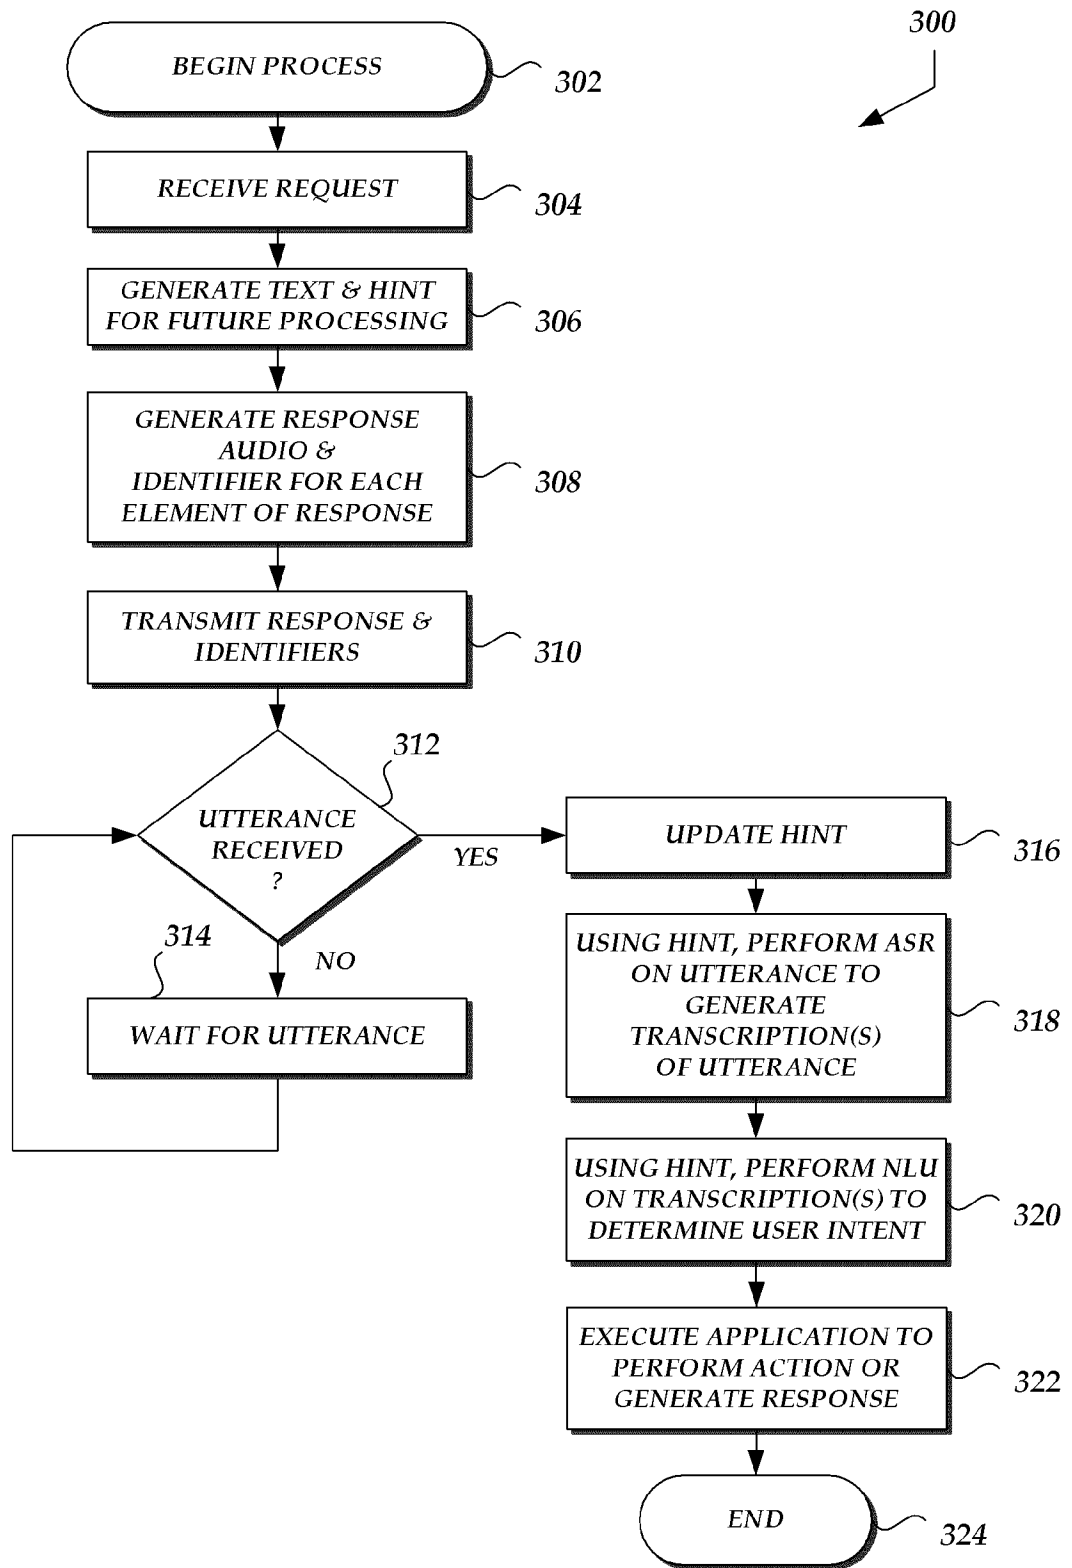 300
BEGIN PROCESS
302
RECEIVE REQUEST
304
GENERATE TEXT & HINT
FOR FUTURE PROCESSING
306
GENERATE RESPONSE
AUDIO &
IDENTIFIER FOR EACH
ELEMENT OF RESPONSE
308
TRANSMIT RESPONSE &
IDENTIFIERS
310
312
UTTERANCE
RECEIVED
?
YES
NO
314
WAIT FOR UTTERANCE
UPDATE HINT
316
USING HINT, PERFORM ASR
ON UTTERANCE TO
GENERATE
TRANSCRIPTION(S)
OF UTTERANCE
318
USING HINT, PERFORM NLU
ON TRANSCRIPTION(S) TO
DETERMINE USER INTENT
320
EXECUTE APPLICATION TO
PERFORM ACTION OR
GENERATE RESPONSE
322
END
324